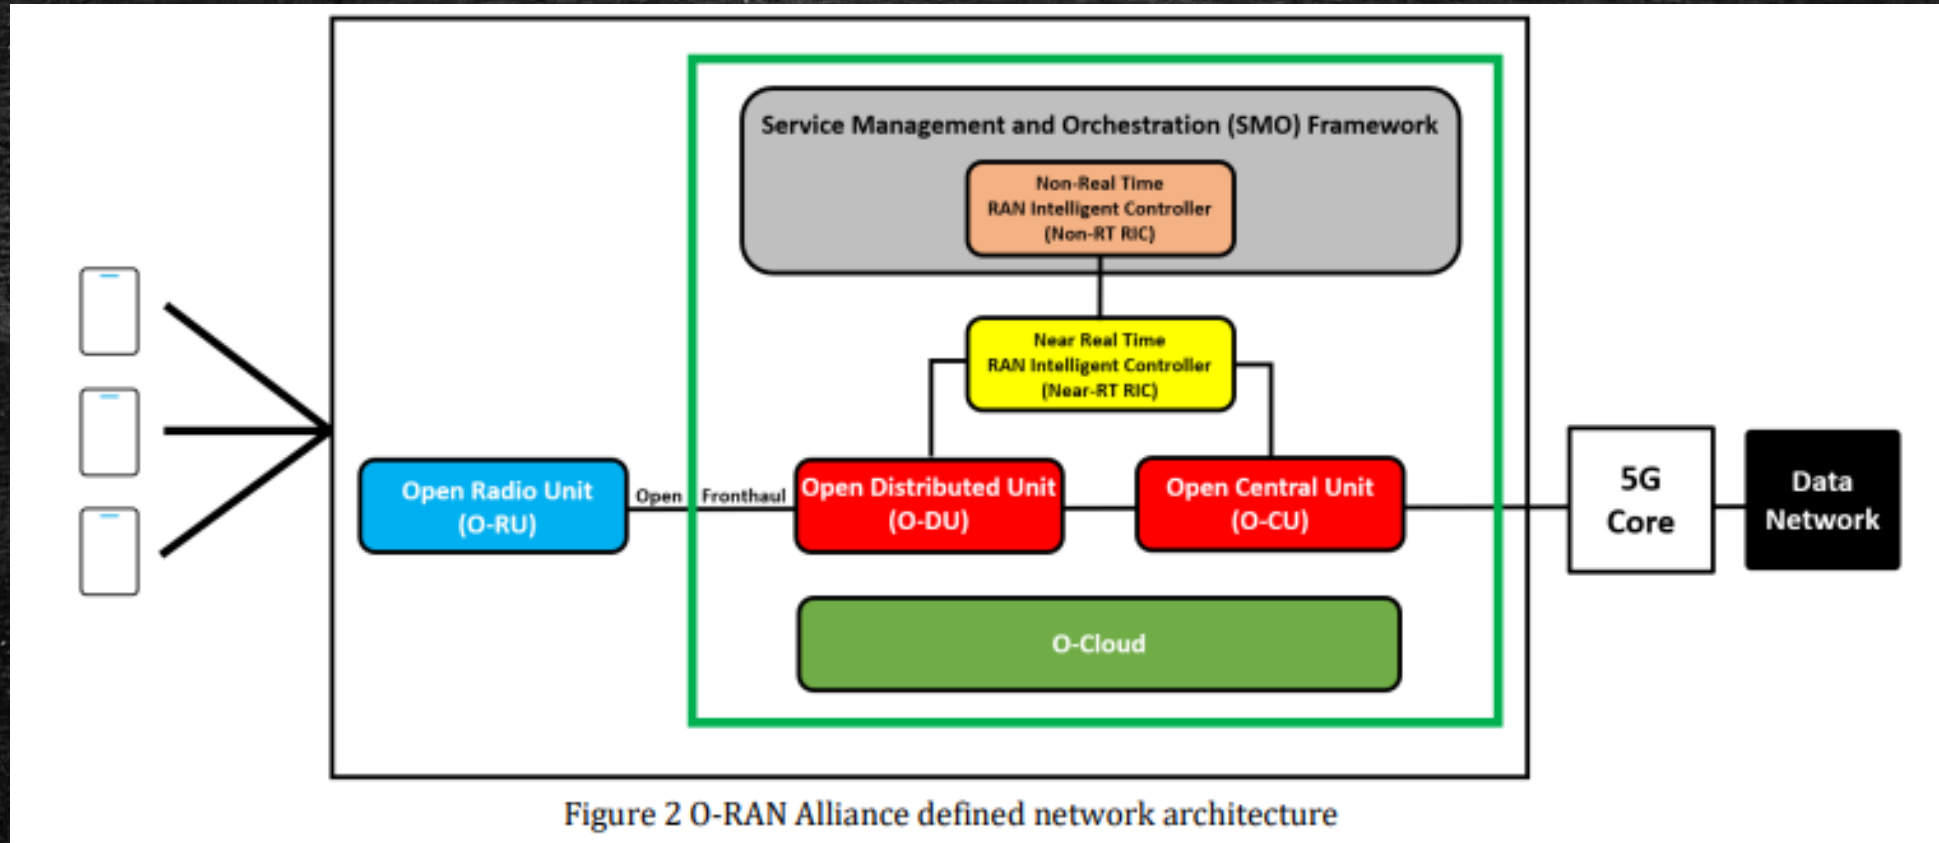 Service Management and Orchestration (SMO) Framework
Non-Real Time
RAN Intelligent Controller
(Non-RT RIC)
Near Real Time
RAN Intelligent Controller
(Near-RT RIC)
Open Radio Unit
(O-RU)
Open Fronthaul
Open Distributed Unit
(O-DU)
Open Central Unit
(O-CU)
5G
Core
Data
Network
O-Cloud
Figure 2 O-RAN Alliance defined network architecture